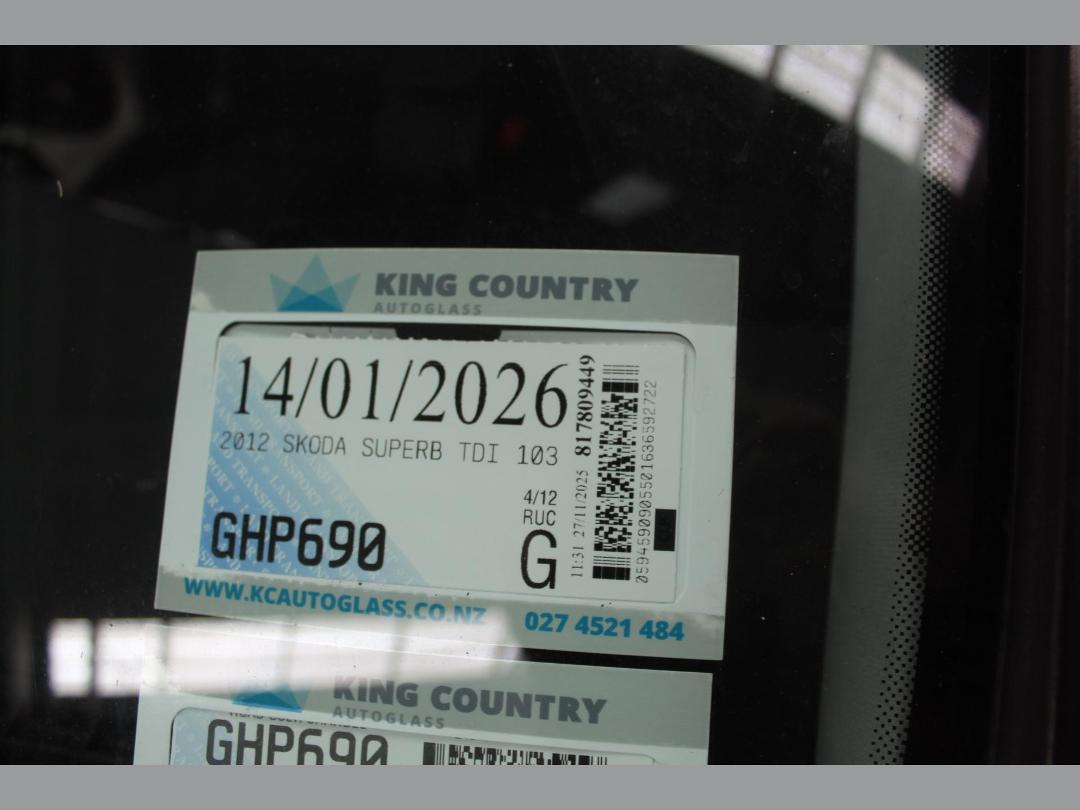 KING COUNTRY
AUTOGLASS
14/01/2026
2012 SKODA SUPERB TDI 103
4/12
RUC
G
GHP690
11:31 27/11/2025 817809449
WWW.KCAUTOGLASS.CO.NZ
027 4521 484
KING COUNTRY
AUTOGLASS
GHP690